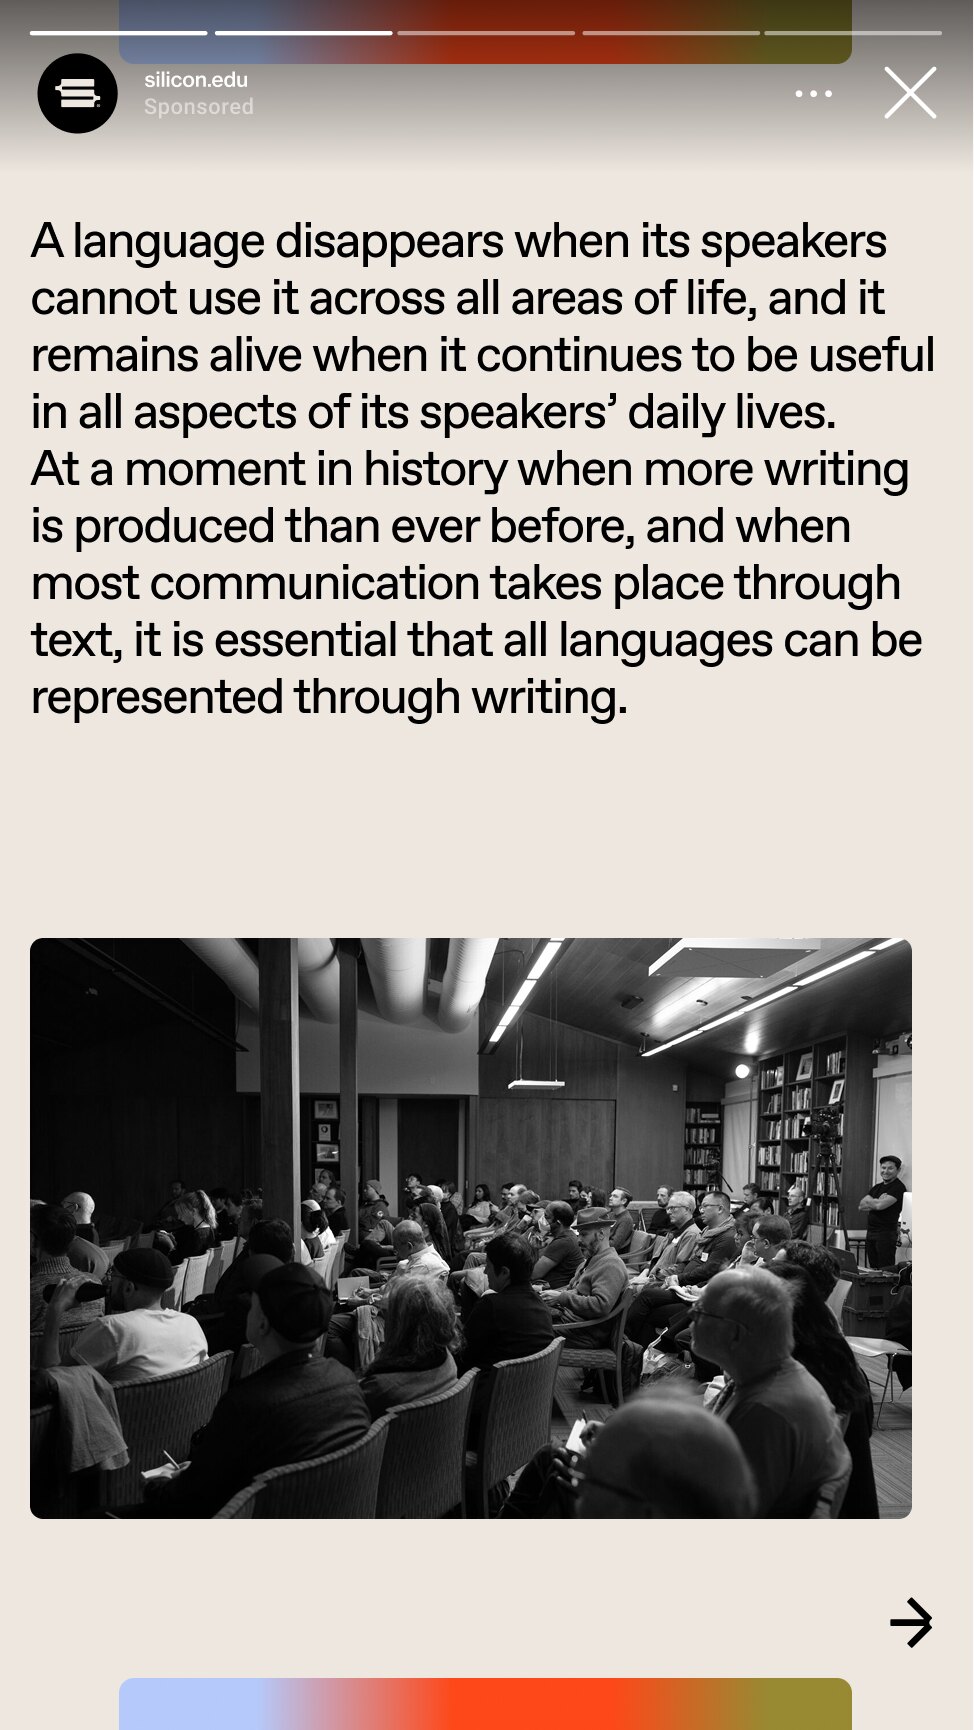 silicon.edu
Sponsored
A language disappears when its speakers
cannot use it across all areas of life, and it
remains alive when it continues to be useful
in all aspects of its speakers’ daily lives.
At a moment in history when more writing
is produced than ever before, and when
most communication takes place through
text, it is essential that all languages can be
represented through writing.